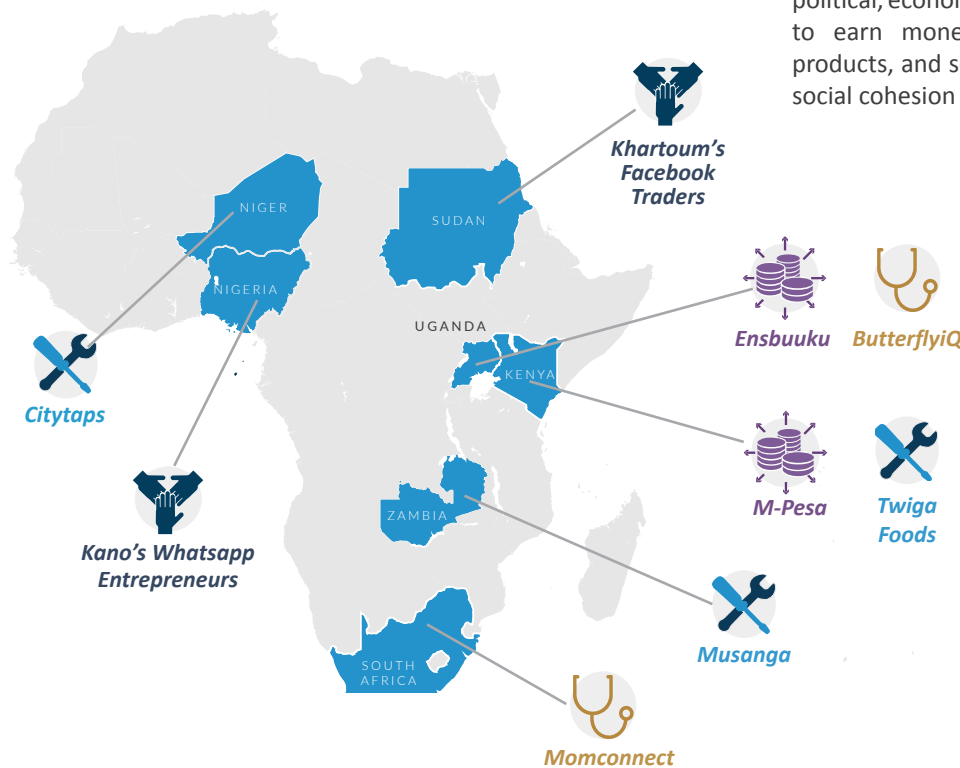 political, econom
to earn mone
products, and s
social cohesion
Khartoum's
Facebook
Traders
NIGER
SUDAN
NIGERIA
UGANDA
KENYA
Ensbuuku
ButterflyiQ
Citytaps
M-Pesa
Twiga
Foods
ZAMBIA
Kano's Whatsapp
Entrepreneurs
Musanga
SOUTH
AFRICA
Momconnect